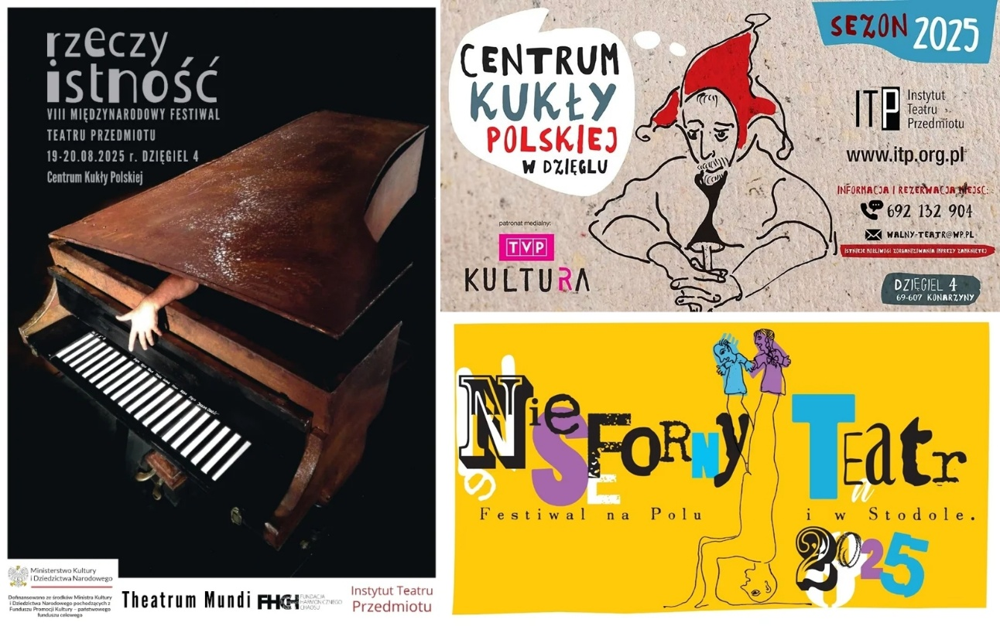 rzeczy
istność
VIII MIĘDZYNARODOWY FESTIWAL
TEATRU PRZEDMIOTU
19-20.08.2025 r. DZIĘGIEL 4
Centrum Kukły Polskiej
Ministerstwo Kultury
i Dziedzictwa Narodowego
Dofinansowano ze środków Ministra Kultury
i Dziedzictwa Narodowego pochodzących z
Funduszu Promocji Kultury – państwowego
funduszu celowego.
Theatrum Mundi
FUNDACJA
HARMONICZNEGO
CHAOSU
Instytut Teatru
Przedmiotu
CENTRUM
KUKŁY
POLSKIEJ
W DZIĘGLU
patronat medialny:
TVP
KULTURA
SEZON 2025
ITP
Instytut
Teatru
Przedmiotu
www.itp.org.pl
INFORMACJA I REZERWACJA MIEJSC:
692 132 904
WALNY-TEATR@WP.PL
ISTNIEJE MOŻLIWOŚĆ ZORGANIZOWANIA IMPREZY ZAMKNIĘTEJ
DZIĘGIEL 4
69-607 KONARZYNY
NieSForny Teatr
Festiwal na Polu i w Stodole.
2025